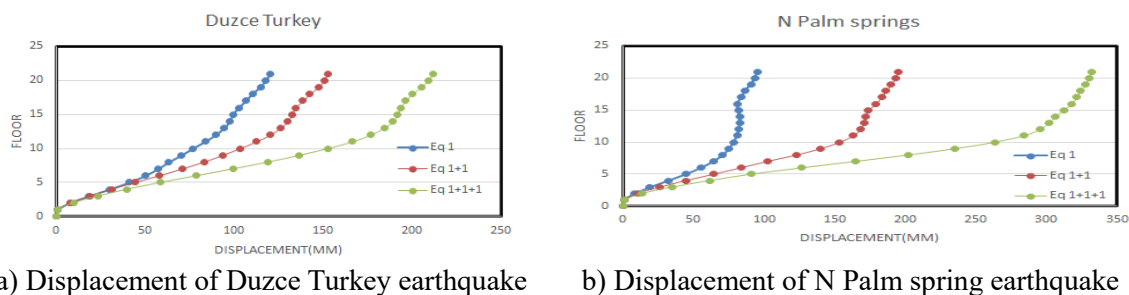 Duzce Turkey
25
20
15
10
5
0
FLOOR
Eq 1
Eq 1+1
Eq 1+1+1
0 50 100 150 200 250
DISPLACEMENT(MM)
N Palm springs
25
20
15
10
5
0
FLOOR
Eq 1
Eq 1+1
Eq 1+1+1
0 50 100 150 200 250 300 350
DISPLACEMENT(MM)
a) Displacement of Duzce Turkey earthquake
b) Displacement of N Palm spring earthquake